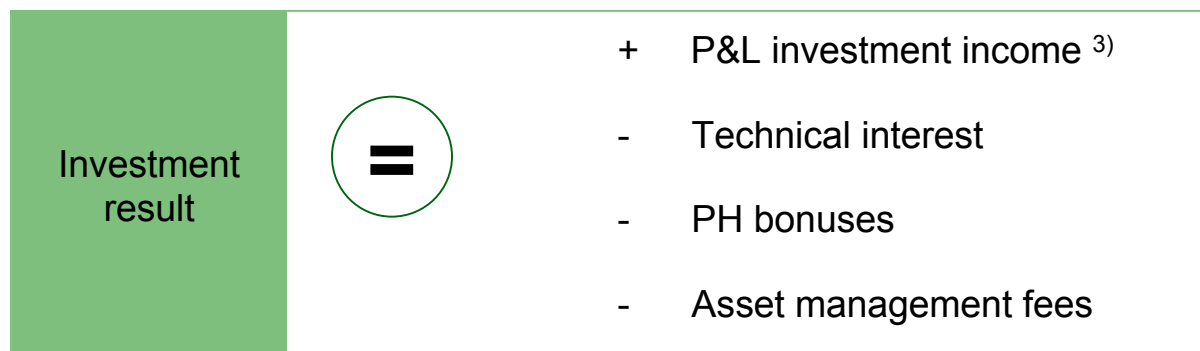 Investment
result
=
+ P&L investment income 3)
- Technical interest
- PH bonuses
- Asset management fees